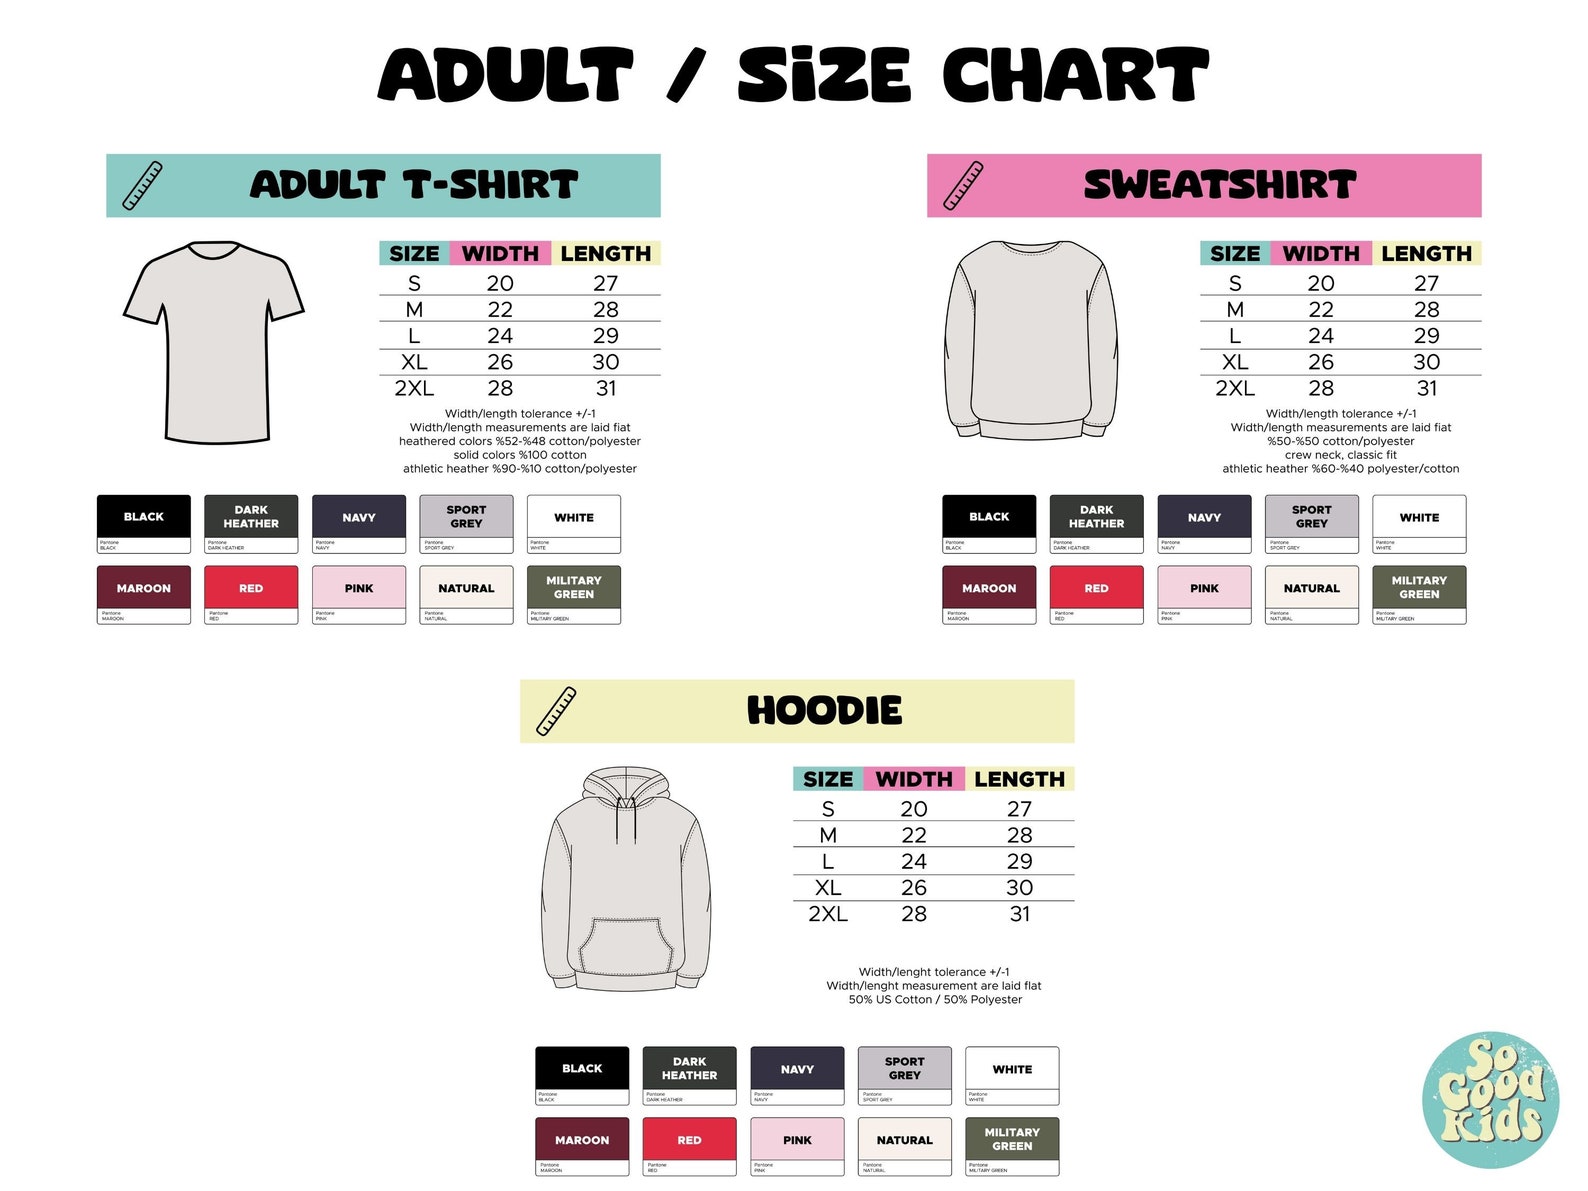 ADULT / SiZE CHART
ADULT T-SHIRT
SIZE WIDTH LENGTH
S 20 27
M 22 28
L 24 29
XL 26 30
2XL 28 31
Width/length tolerance +/-1
Width/length measurements are laid fiat
heathered colors %52-%48 cotton/polyester
solid colors %100 cotton
athletic heather %90-%10 cotton/polyester
BLACK DARK HEATHER NAVY SPORT GREY WHITE
Pantone Pantone Pantone Pantone Pantone
BLACK DARK HEATHER NAVY SPORT GREY WHITE
MAROON RED PINK NATURAL MILITARY GREEN
Pantone Pantone Pantone Pantone Pantone
MAROON RED PINK NATURAL MILITARY GREEN
SWEATSHIRT
SIZE WIDTH LENGTH
S 20 27
M 22 28
L 24 29
XL 26 30
2XL 28 31
Width/length tolerance +/-1
Width/length measurements are laid fiat
%50-%50 cotton/polyester
crew neck, classic fit
athletic heather %60-%40 polyester/cotton
BLACK DARK HEATHER NAVY SPORT GREY WHITE
Pantone Pantone Pantone Pantone Pantone
BLACK DARK HEATHER NAVY SPORT GREY WHITE
MAROON RED PINK NATURAL MILITARY GREEN
Pantone Pantone Pantone Pantone Pantone
MAROON RED PINK NATURAL MILITARY GREEN
HOODIE
SIZE WIDTH LENGTH
S 20 27
M 22 28
L 24 29
XL 26 30
2XL 28 31
Width/lenght tolerance +/-1
Width/lenght measurement are laid flat
50% US Cotton / 50% Polyester
BLACK DARK HEATHER NAVY SPORT GREY WHITE
Pantone Pantone Pantone Pantone Pantone
BLACK DARK HEATHER NAVY SPORT GREY WHITE
MAROON RED PINK NATURAL MILITARY GREEN
Pantone Pantone Pantone Pantone Pantone
MAROON RED PINK NATURAL MILITARY GREEN
So
Good
Kids